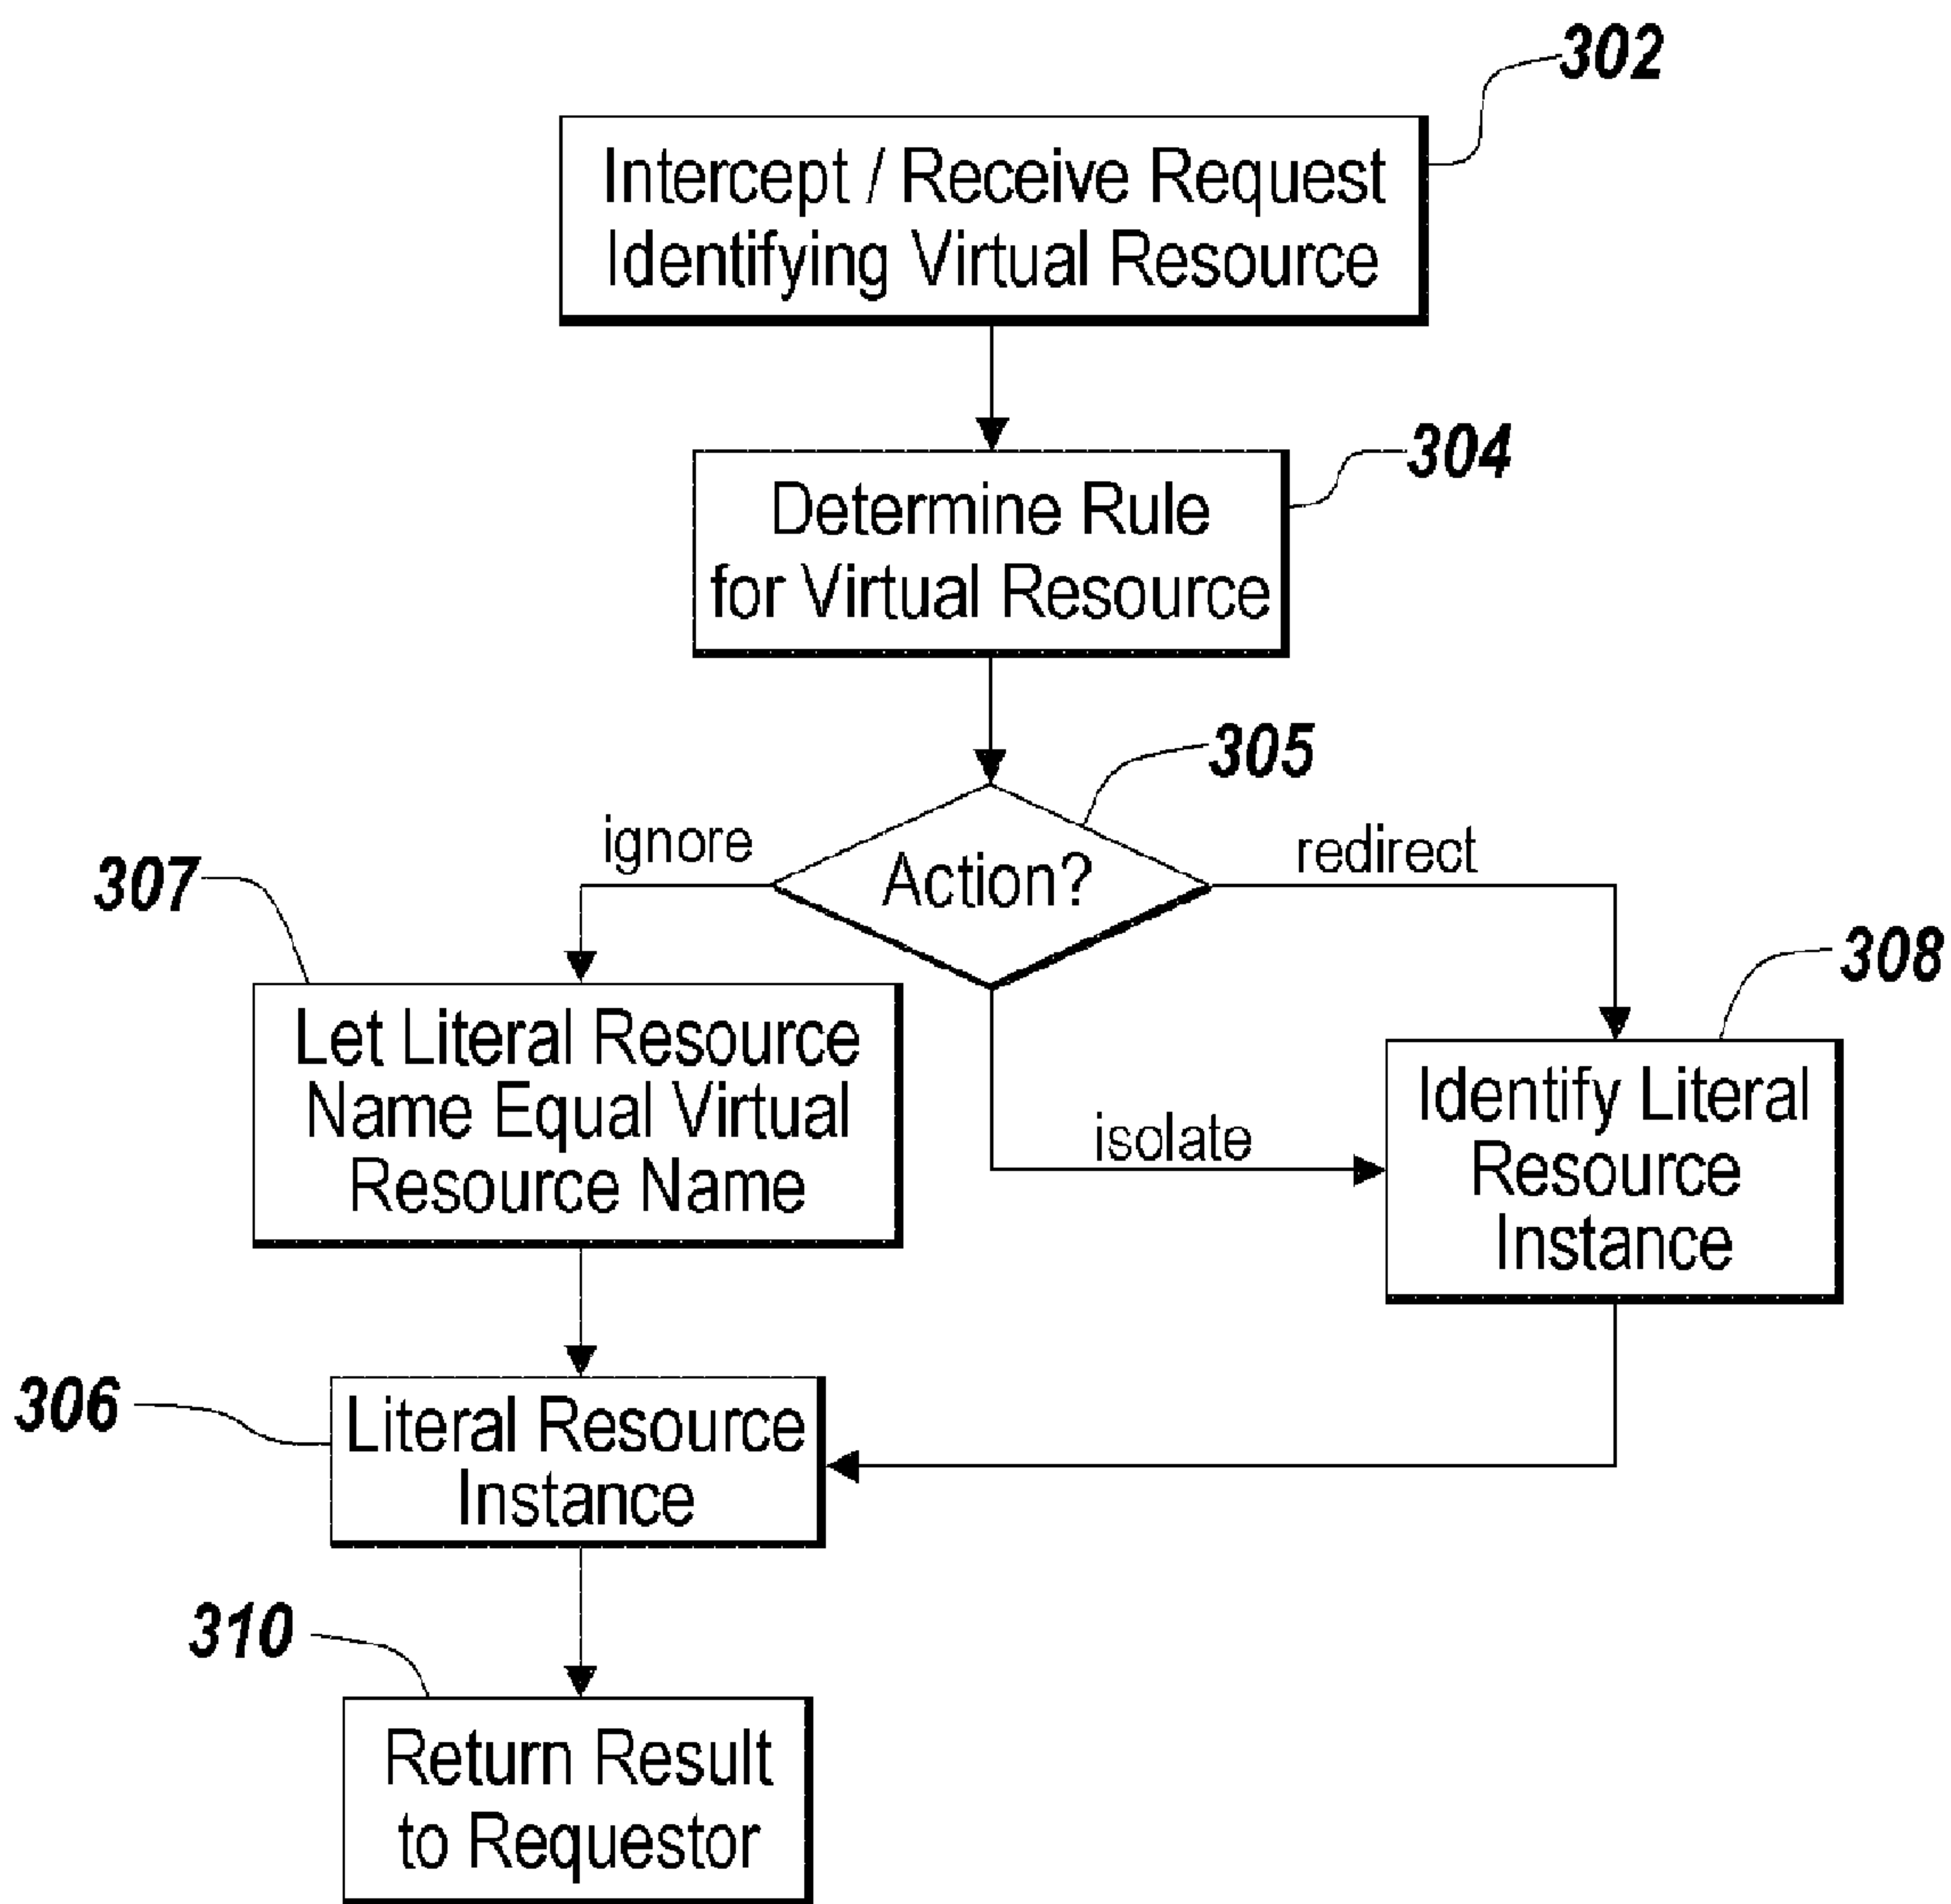 302
Intercept / Receive Request
Identifying Virtual Resource
304
Determine Rule
for Virtual Resource
305
ignore
Action?
redirect
307
308
Let Literal Resource
Name Equal Virtual
Resource Name
Identify Literal
Resource
Instance
isolate
306
Literal Resource
Instance
310
Return Result
to Requestor